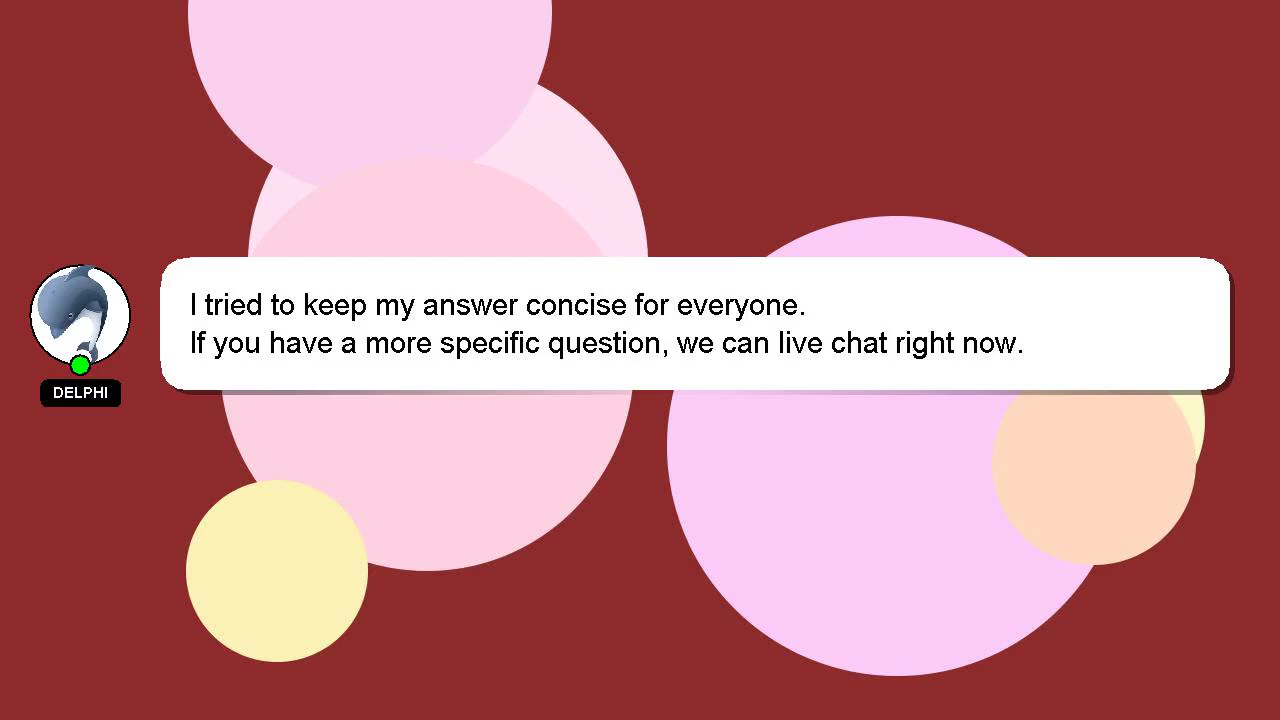 I tried to keep my answer concise for everyone.
If you have a more specific question, we can live chat right now.
DELPHI